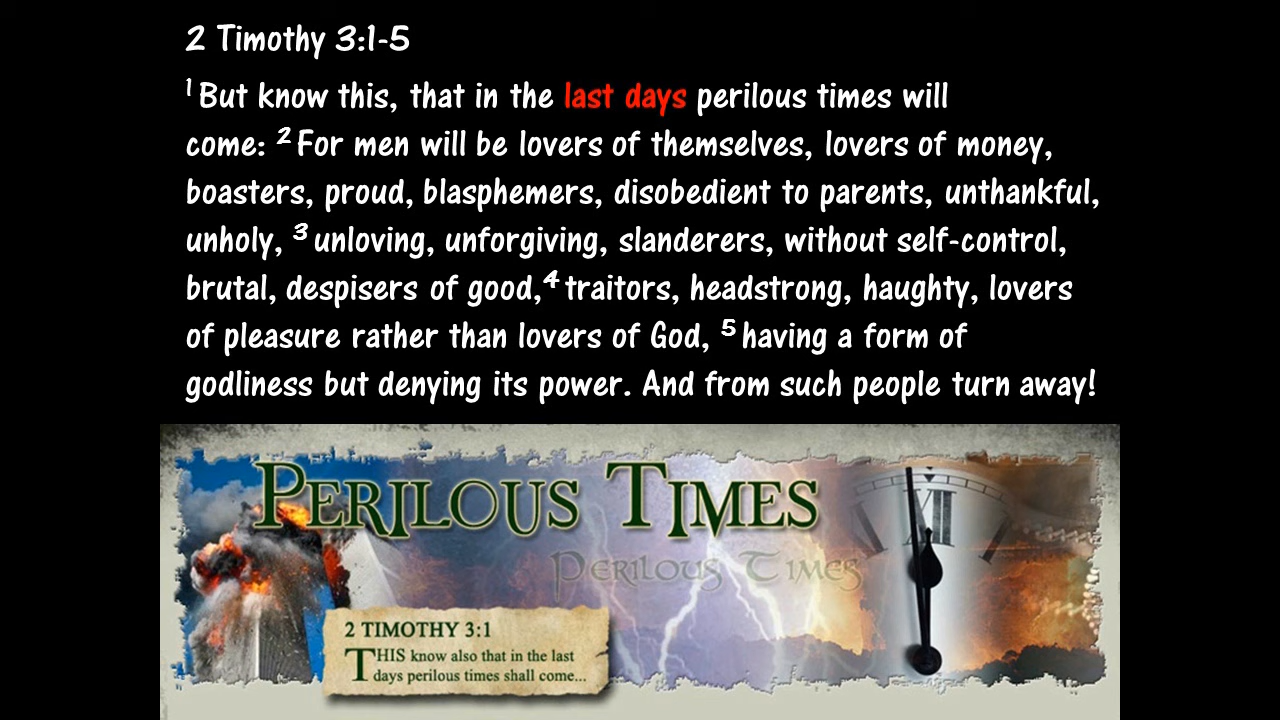 2 Timothy 3:1-5
1 But know this, that in the last days perilous times will
come: 2 For men will be lovers of themselves, lovers of money,
boasters, proud, blasphemers, disobedient to parents, unthankful,
unholy, 3 unloving, unforgiving, slanderers, without self-control,
brutal, despisers of good,4 traitors, headstrong, haughty, lovers
of pleasure rather than lovers of God, 5 having a form of
godliness but denying its power. And from such people turn away!
PERILOUS TIMES
PERILOUS TIMES
XII
2 TIMOTHY 3:1
THIS know also that in the last
days perilous times shall come...